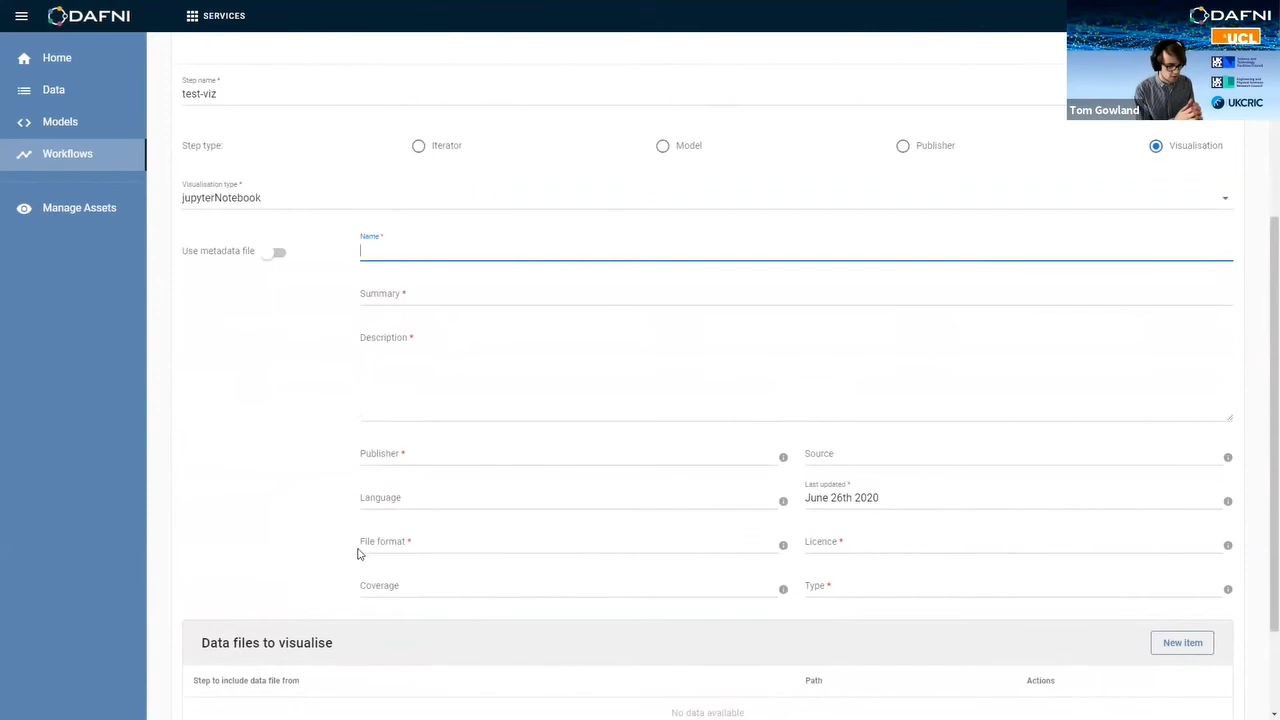 DAFNI
SERVICES
DAFNI
UCL
UKCRIC
Tom Gowland
Home
Data
Models
Workflows
Manage Assets
Step name *
test-viz
Step type:
Iterator
Model
Publisher
Visualisation
Visualisation type *
jupyterNotebook
Use metadata file
Name *
Summary *
Description *
Publisher *
Source
Language
Last updated *
June 26th 2020
File format *
Licence *
Coverage
Type *
Data files to visualise
New item
Step to include data file from
Path
Actions
No data available